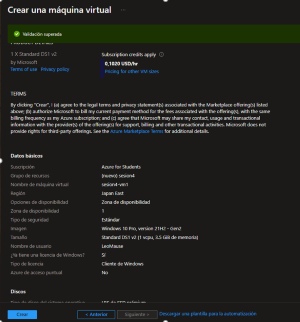 Crear una máquina virtual
Validación superada
1 X Standard DS1 v2
by Microsoft
Terms of use Privacy policy
Subscription credits apply
0,1020 USD/hr
Pricing for other VM sizes
TERMS
By clicking "Crear", I (a) agree to the legal terms and privacy statement(s) associated with the Marketplace offering(s) listed
above; (b) authorize Microsoft to bill my current payment method for the fees associated with the offering(s), with the same
billing frequency as my Azure subscription; and (c) agree that Microsoft may share my contact, usage and transactional
information with the provider(s) of the offering(s) for support, billing and other transactional activities. Microsoft does not
provide rights for third-party offerings. See the Azure Marketplace Terms for additional details.
Datos básicos
Suscripción Azure for Students
Grupo de recursos (nuevo) sesion4
Nombre de máquina virtual sesion4-vm1
Región Japan East
Opciones de disponibilidad Zona de disponibilidad
Zona de disponibilidad 1
Tipo de seguridad Estándar
Imagen Windows 10 Pro, version 21H2 - Gen2
Tamaño Standard DS1 v2 (1 vcpu, 3.5 GB de memoria)
Nombre de usuario
¿Ya tiene una licencia de Windows? Sí
Tipo de licencia Cliente de Windows
Azure de acceso puntual No
Discos
Crear
< Anterior
Siguiente >
Descargar una plantilla para la automatización